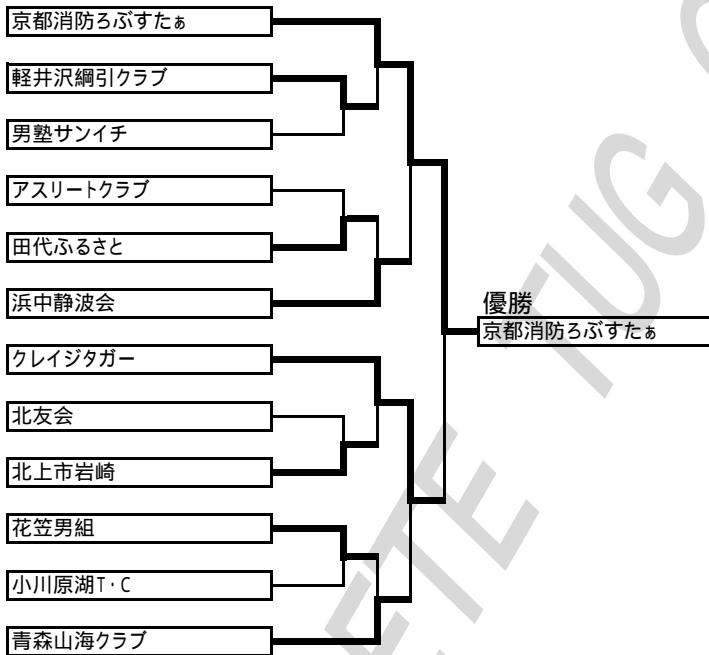 京都消防ろぶすたぁ
軽井沢綱引クラブ
男塾サンイチ
アスリートクラブ
田代ふるさと
浜中静波会
優勝
京都消防ろぶすたぁ
クレイジタガー
北友会
北上市岩崎
花笠男組
小川原湖T・C
青森山海クラブ
ETE TUG